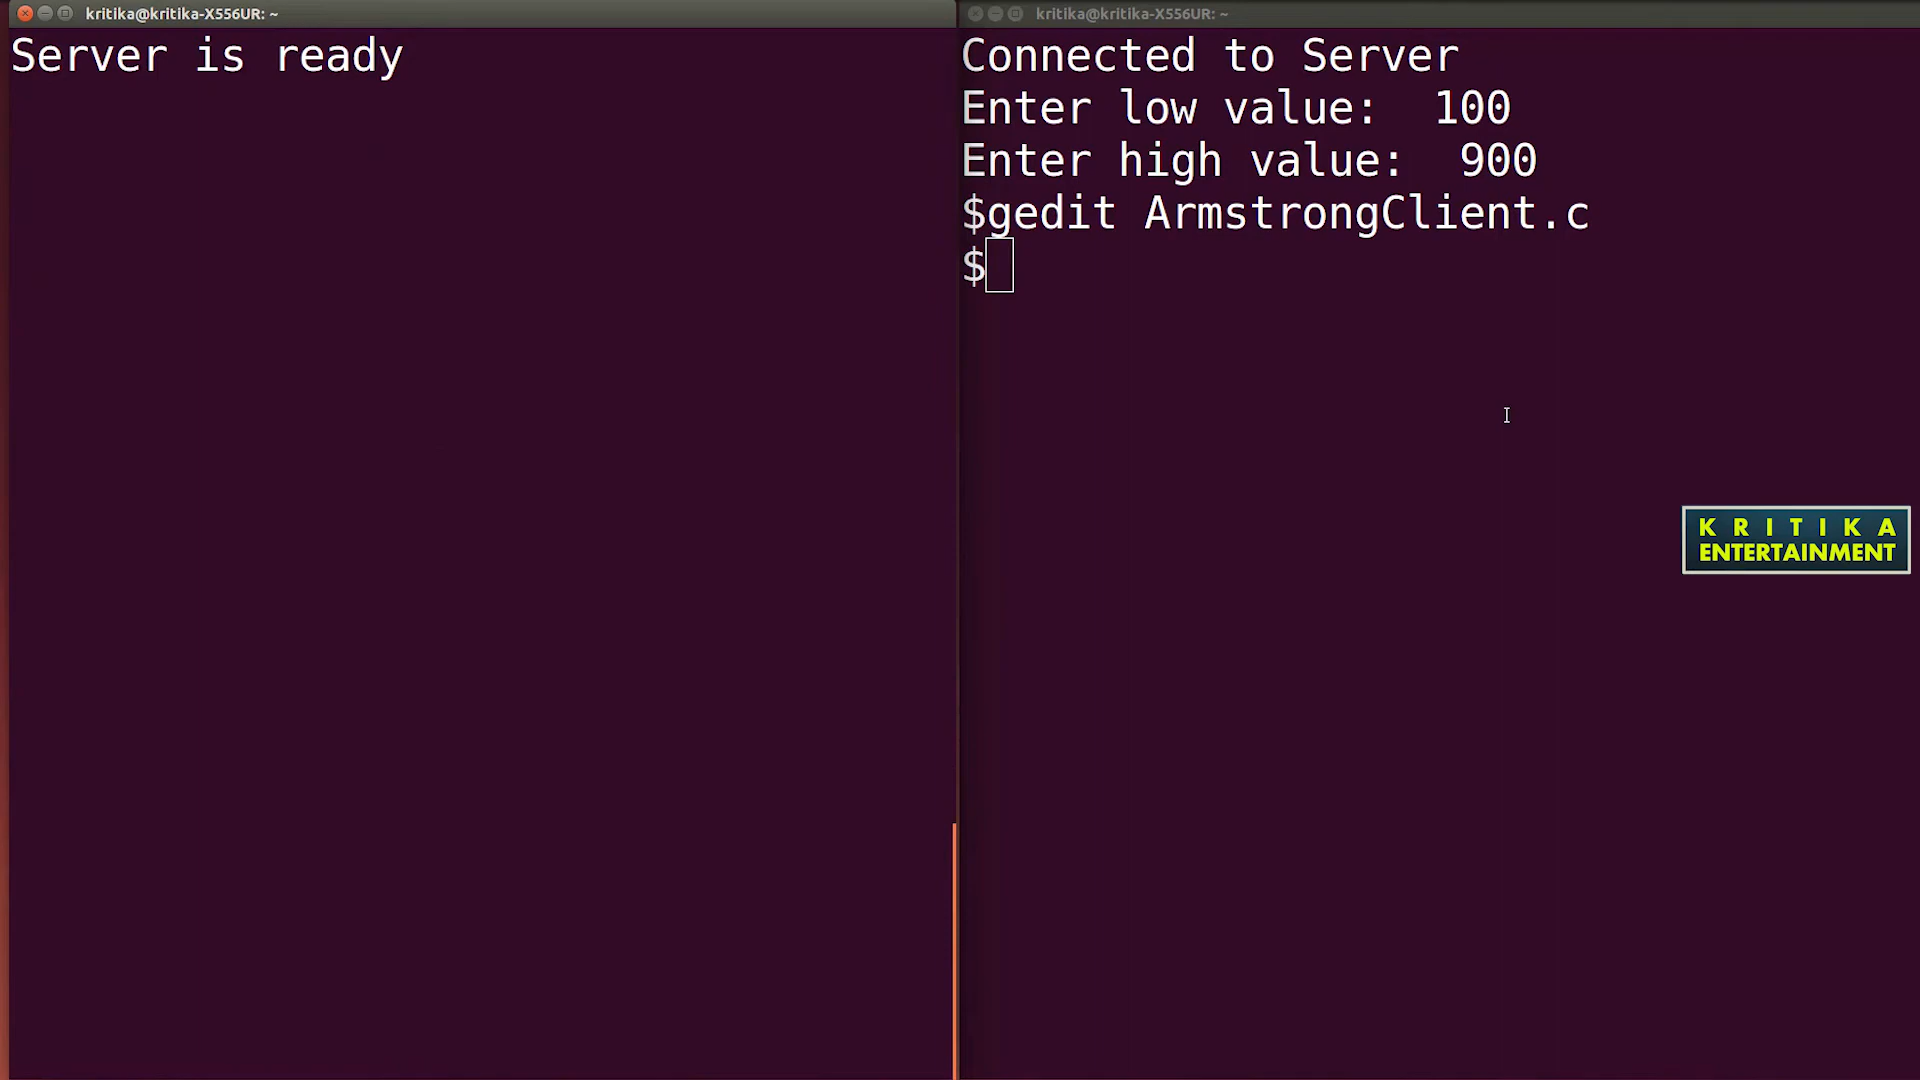 kritika@kritika-X556UR: ~
Server is ready
kritika@kritika-X556UR: ~
Connected to Server
Enter low value:  100
Enter high value:  900
$gedit ArmstrongClient.c
$
KRITIKA
ENTERTAINMENT